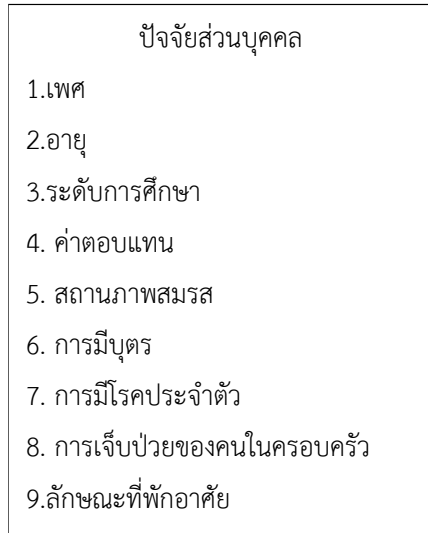 ปัจจัยส่วนบุคคล
1.เพศ
2.อายุ
3.ระดับการศึกษา
4. ค่าตอบแทน
5. สถานภาพสมรส
6. การมีบุตร
7. การมีโรคประจำตัว
8. การเจ็บป่วยของคนในครอบครัว
9.ลักษณะที่พักอาศัย